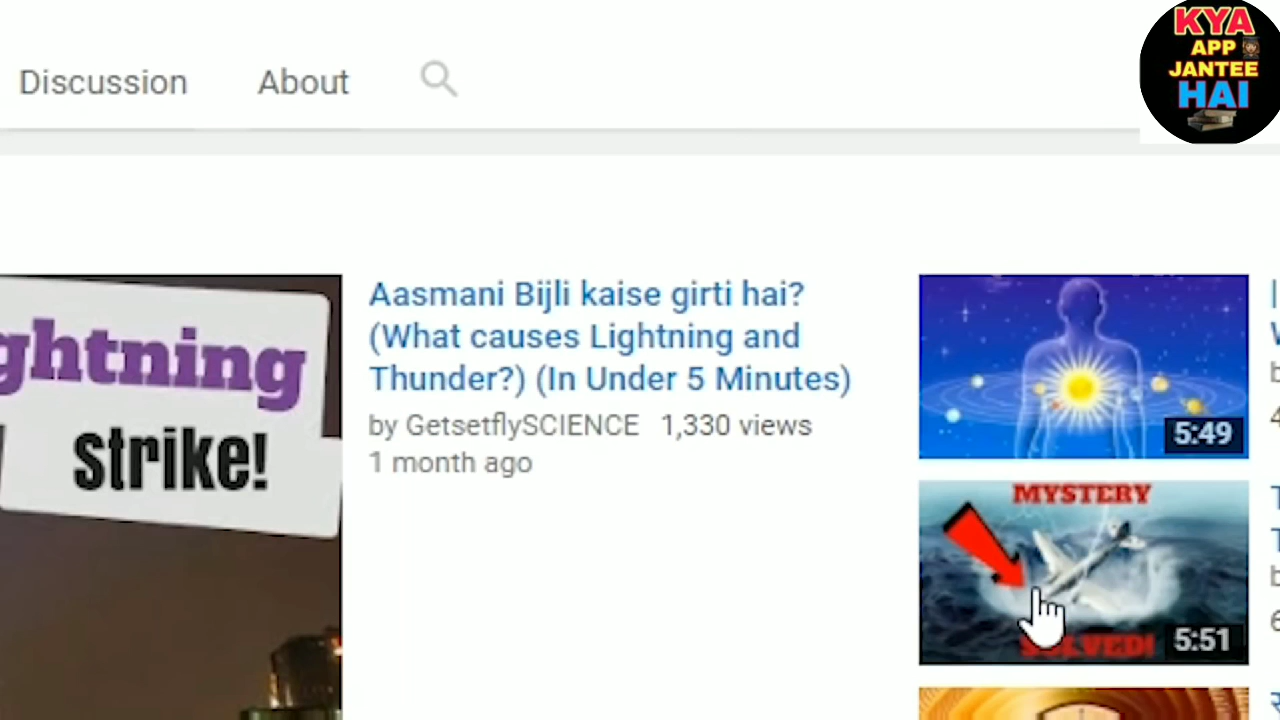 KYA
APP
JANTEE
HAI
Discussion About
ghtning
Strike!
Aasmani Bijli kaise girti hai?
(What causes Lightning and
Thunder?) (In Under 5 Minutes)
by GetsetflySCIENCE 1,330 views
1 month ago
5:49
MYSTERY
5:51